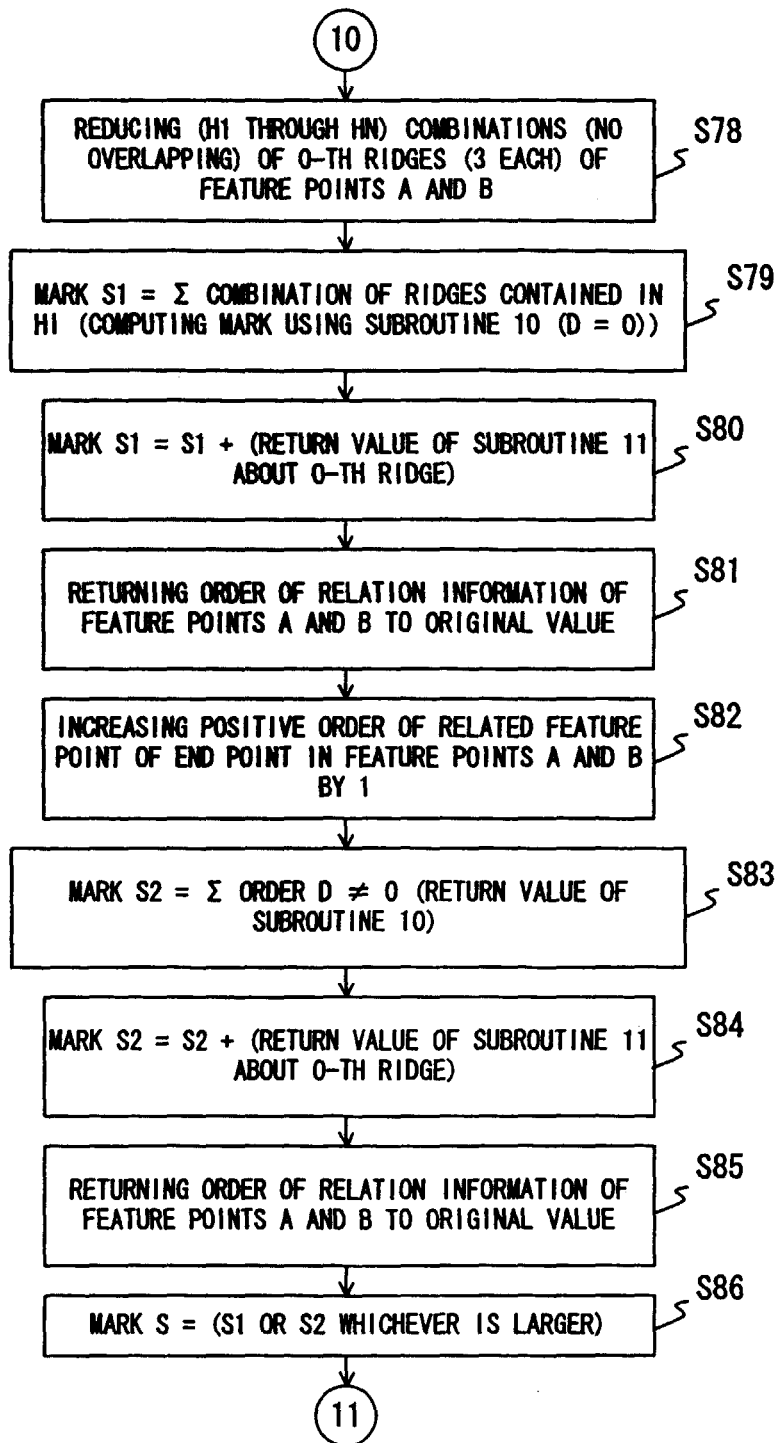 10
REDUCING (H1 THROUGH HN) COMBINATIONS (NO
OVERLAPPING) OF 0-TH RIDGES (3 EACH) OF
FEATURE POINTS A AND B
S78
MARK S1 = Σ COMBINATION OF RIDGES CONTAINED IN
HI (COMPUTING MARK USING SUBROUTINE 10 (D = 0))
S79
MARK S1 = S1 + (RETURN VALUE OF SUBROUTINE 11
ABOUT 0-TH RIDGE)
S80
RETURNING ORDER OF RELATION INFORMATION OF
FEATURE POINTS A AND B TO ORIGINAL VALUE
S81
INCREASING POSITIVE ORDER OF RELATED FEATURE
POINT OF END POINT IN FEATURE POINTS A AND B
BY 1
S82
MARK S2 = Σ ORDER D ≠ 0 (RETURN VALUE OF
SUBROUTINE 10)
S83
MARK S2 = S2 + (RETURN VALUE OF SUBROUTINE 11
ABOUT 0-TH RIDGE)
S84
RETURNING ORDER OF RELATION INFORMATION OF
FEATURE POINTS A AND B TO ORIGINAL VALUE
S85
MARK S = (S1 OR S2 WHICHEVER IS LARGER)
S86
11